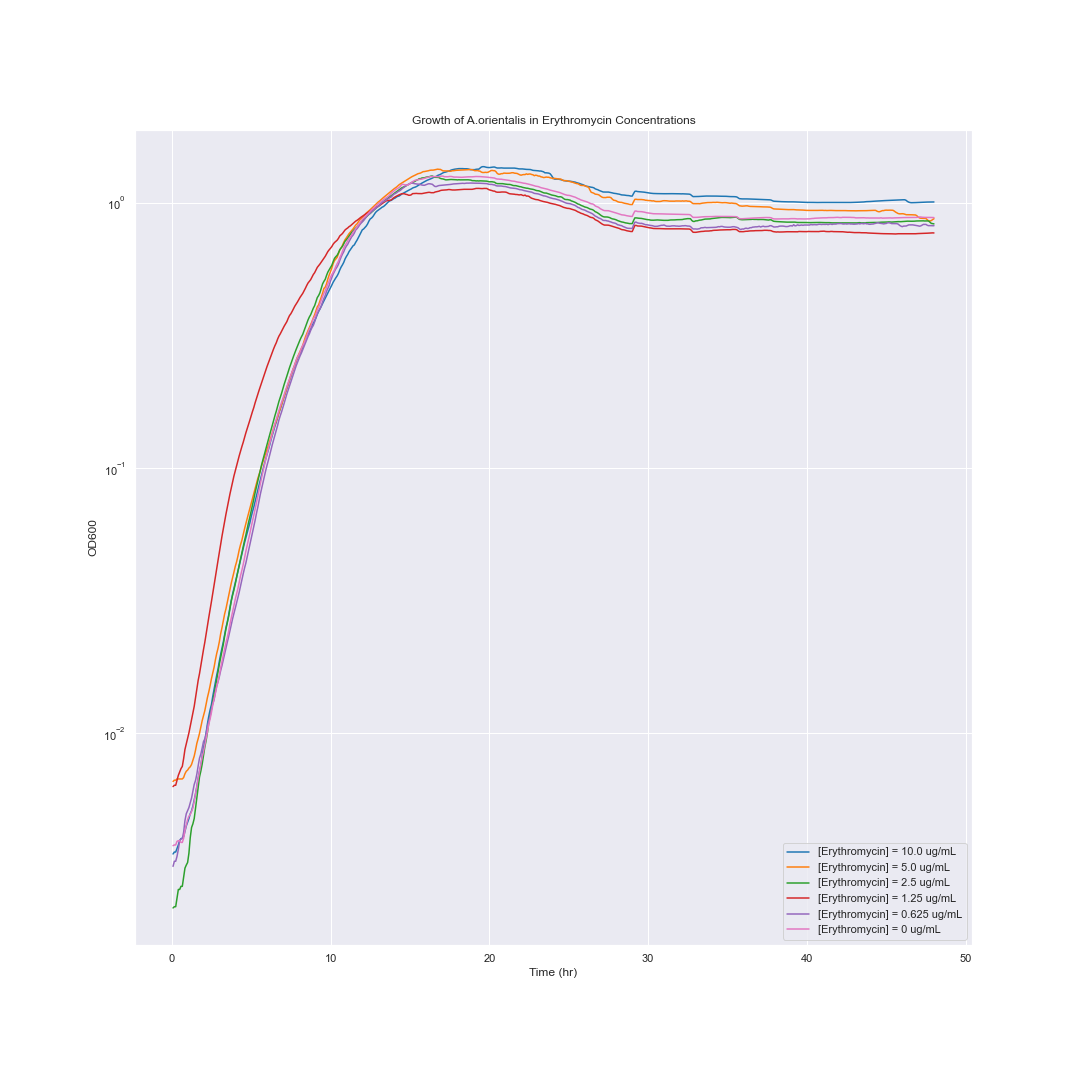 Growth of A.orientalis in Erythromycin Concentrations
10⁰
10⁻¹
10⁻²
OD600
0 10 20 30 40 50
Time (hr)
[Erythromycin] = 10.0 ug/mL
[Erythromycin] = 5.0 ug/mL
[Erythromycin] = 2.5 ug/mL
[Erythromycin] = 1.25 ug/mL
[Erythromycin] = 0.625 ug/mL
[Erythromycin] = 0 ug/mL